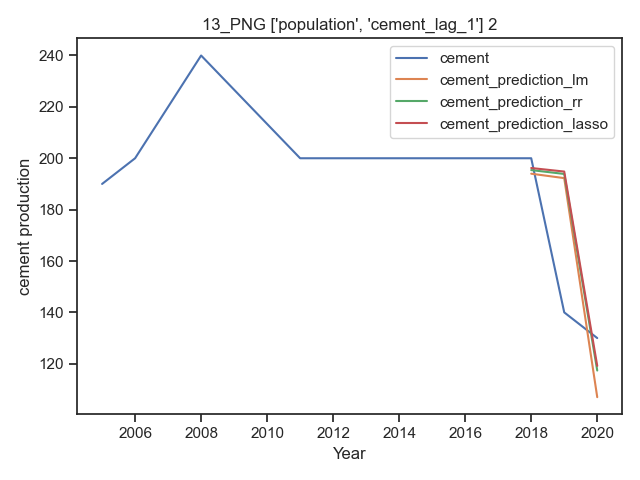 13_PNG ['population', 'cement_lag_1'] 2
cement
cement_prediction_lm
cement_prediction_rr
cement_prediction_lasso
cement production
240
220
200
180
160
140
120
2006 2008 2010 2012 2014 2016 2018 2020
Year